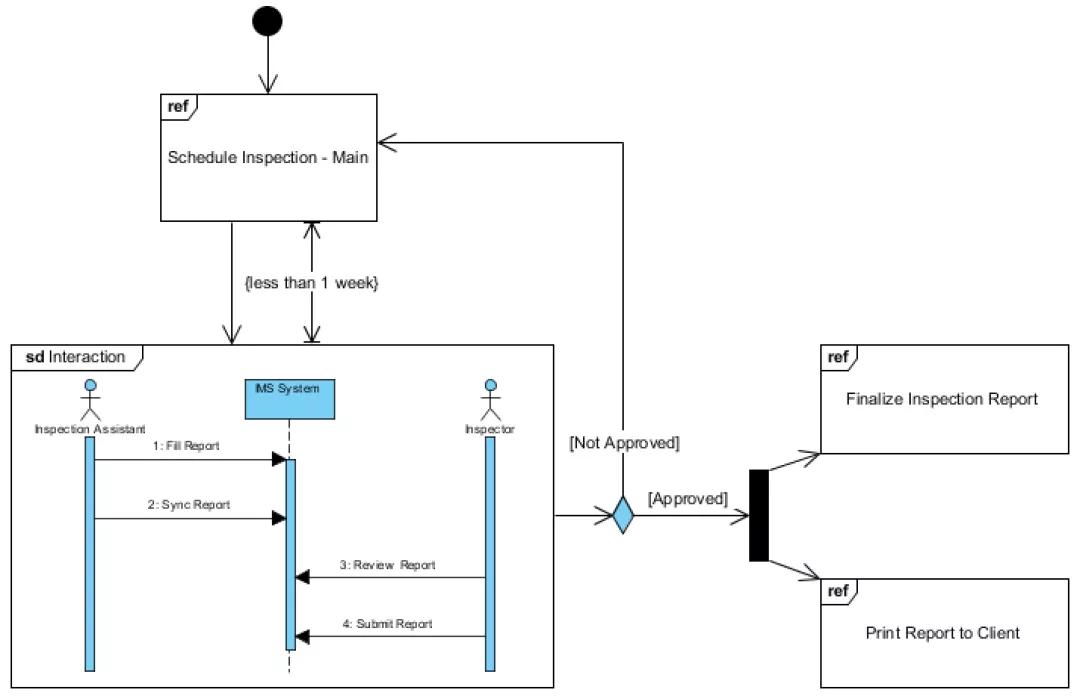 ref
Schedule Inspection - Main
{less than 1 week}
sd Interaction
IMS System
Inspection Assistant
Inspector
1: Fill Report
2: Sync Report
3: Review Report
4: Submit Report
[Not Approved]
[Approved]
ref
Finalize Inspection Report
ref
Print Report to Client